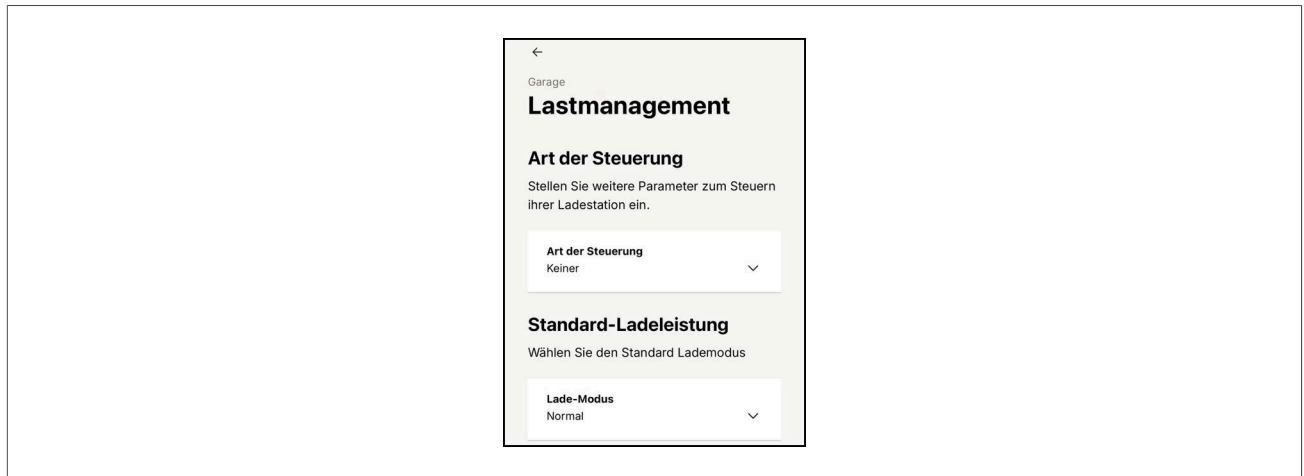 Garage
Lastmanagement
Art der Steuerung
Stellen Sie weitere Parameter zum Steuern
ihrer Ladestation ein.
Art der Steuerung
Keiner
Standard-Ladeleistung
Wählen Sie den Standard Lademodus
Lade-Modus
Normal